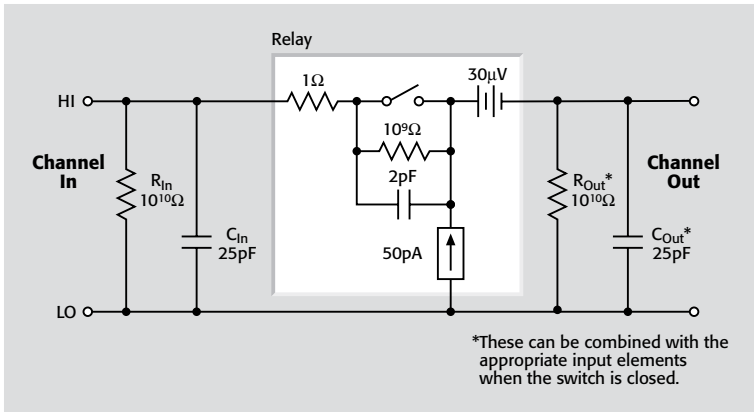 Relay
1Ω
30µV
HI
10⁹Ω
2pF
Channel
In
R_In
10¹⁰Ω
C_In
25pF
50pA
R_Out*
10¹⁰Ω
C_Out*
25pF
Channel
Out
LO
*These can be combined with the
appropriate input elements
when the switch is closed.